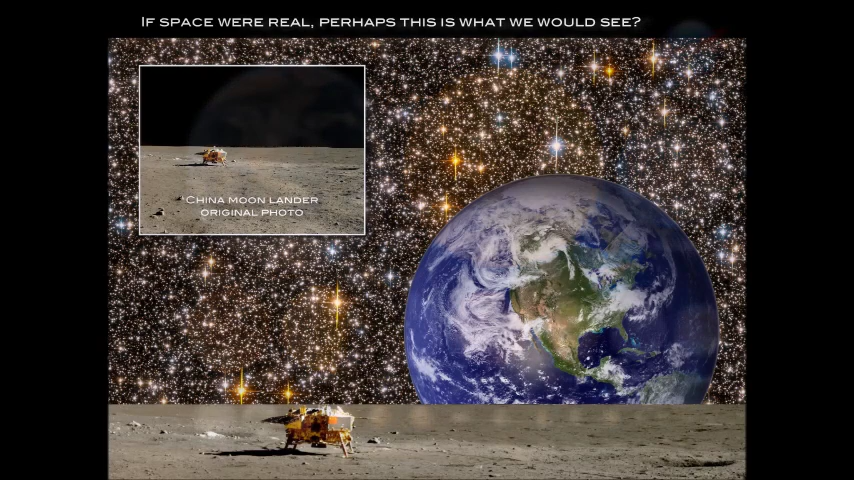 If space were real, perhaps this is what we would see?
*China moon lander
original photo